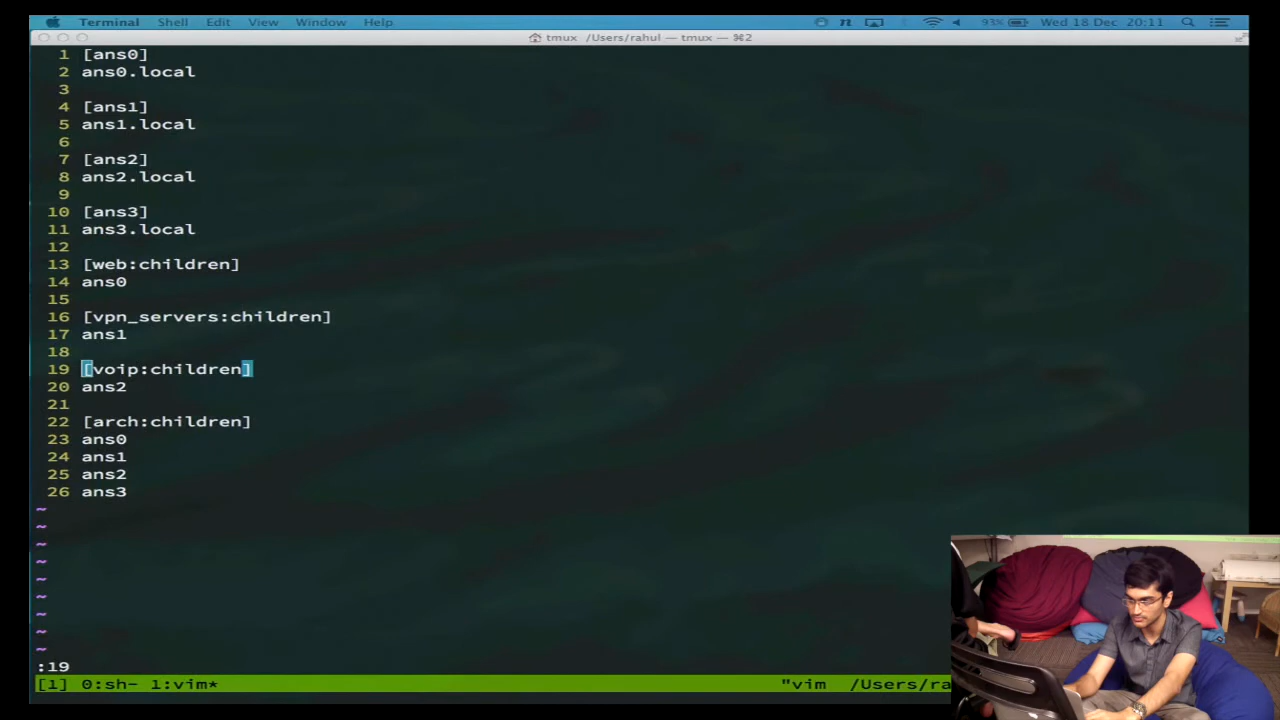 Terminal Shell Edit View Window Help 93% Wed 18 Dec 20:11
tmux /Users/rahul — tmux — ⌘2
1 [ans0]
2 ans0.local
3
4 [ans1]
5 ans1.local
6
7 [ans2]
8 ans2.local
9
10 [ans3]
11 ans3.local
12
13 [web:children]
14 ans0
15
16 [vpn_servers:children]
17 ans1
18
19 [voip:children]
20 ans2
21
22 [arch:children]
23 ans0
24 ans1
25 ans2
26 ans3
~
~
~
~
~
~
~
~
~
:19
[1] 0:sh- 1:vim* "vim /Users/ra